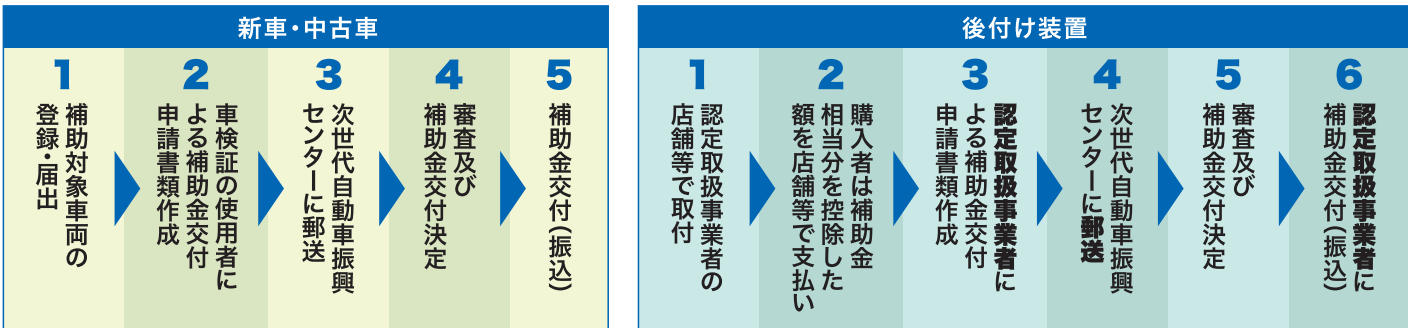 新車・中古車
1
補助対象車両の
登録・届出
2
車検証の使用者に
よる補助金交付
申請書類作成
3
次世代自動車振興
センターに郵送
4
審査及び
補助金交付決定
5
補助金交付(振込)
後付け装置
1
認定取扱事業者の
店舗等で取付
2
購入者は補助金
相当分を控除した
額を店舗等で支払い
3
認定取扱事業者に
よる補助金交付
申請書類作成
4
次世代自動車振興
センターに郵送
5
審査及び
補助金交付決定
6
認定取扱事業者に
補助金交付(振込)